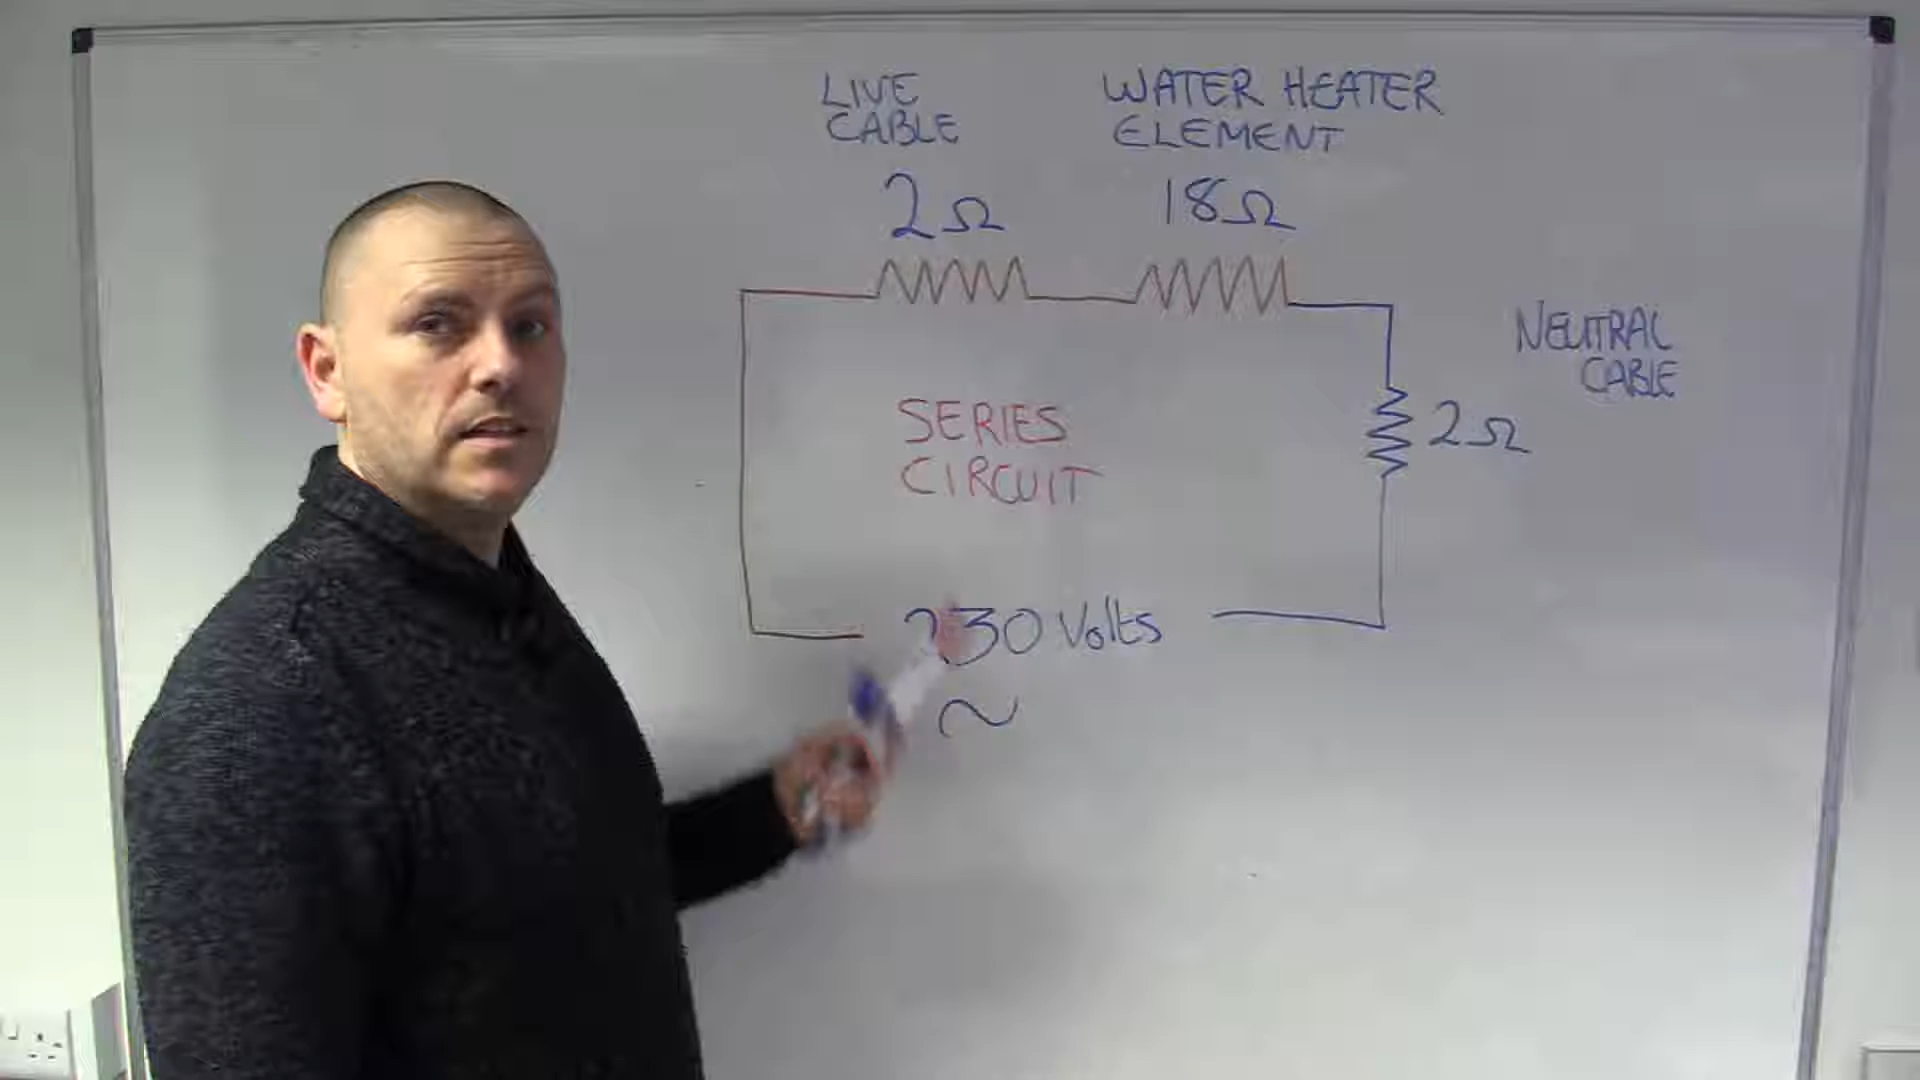 LIVE
CABLE
2Ω
WATER HEATER
ELEMENT
18Ω
NEUTRAL
CABLE
2Ω
SERIES
CIRCUIT
230 Volts
~